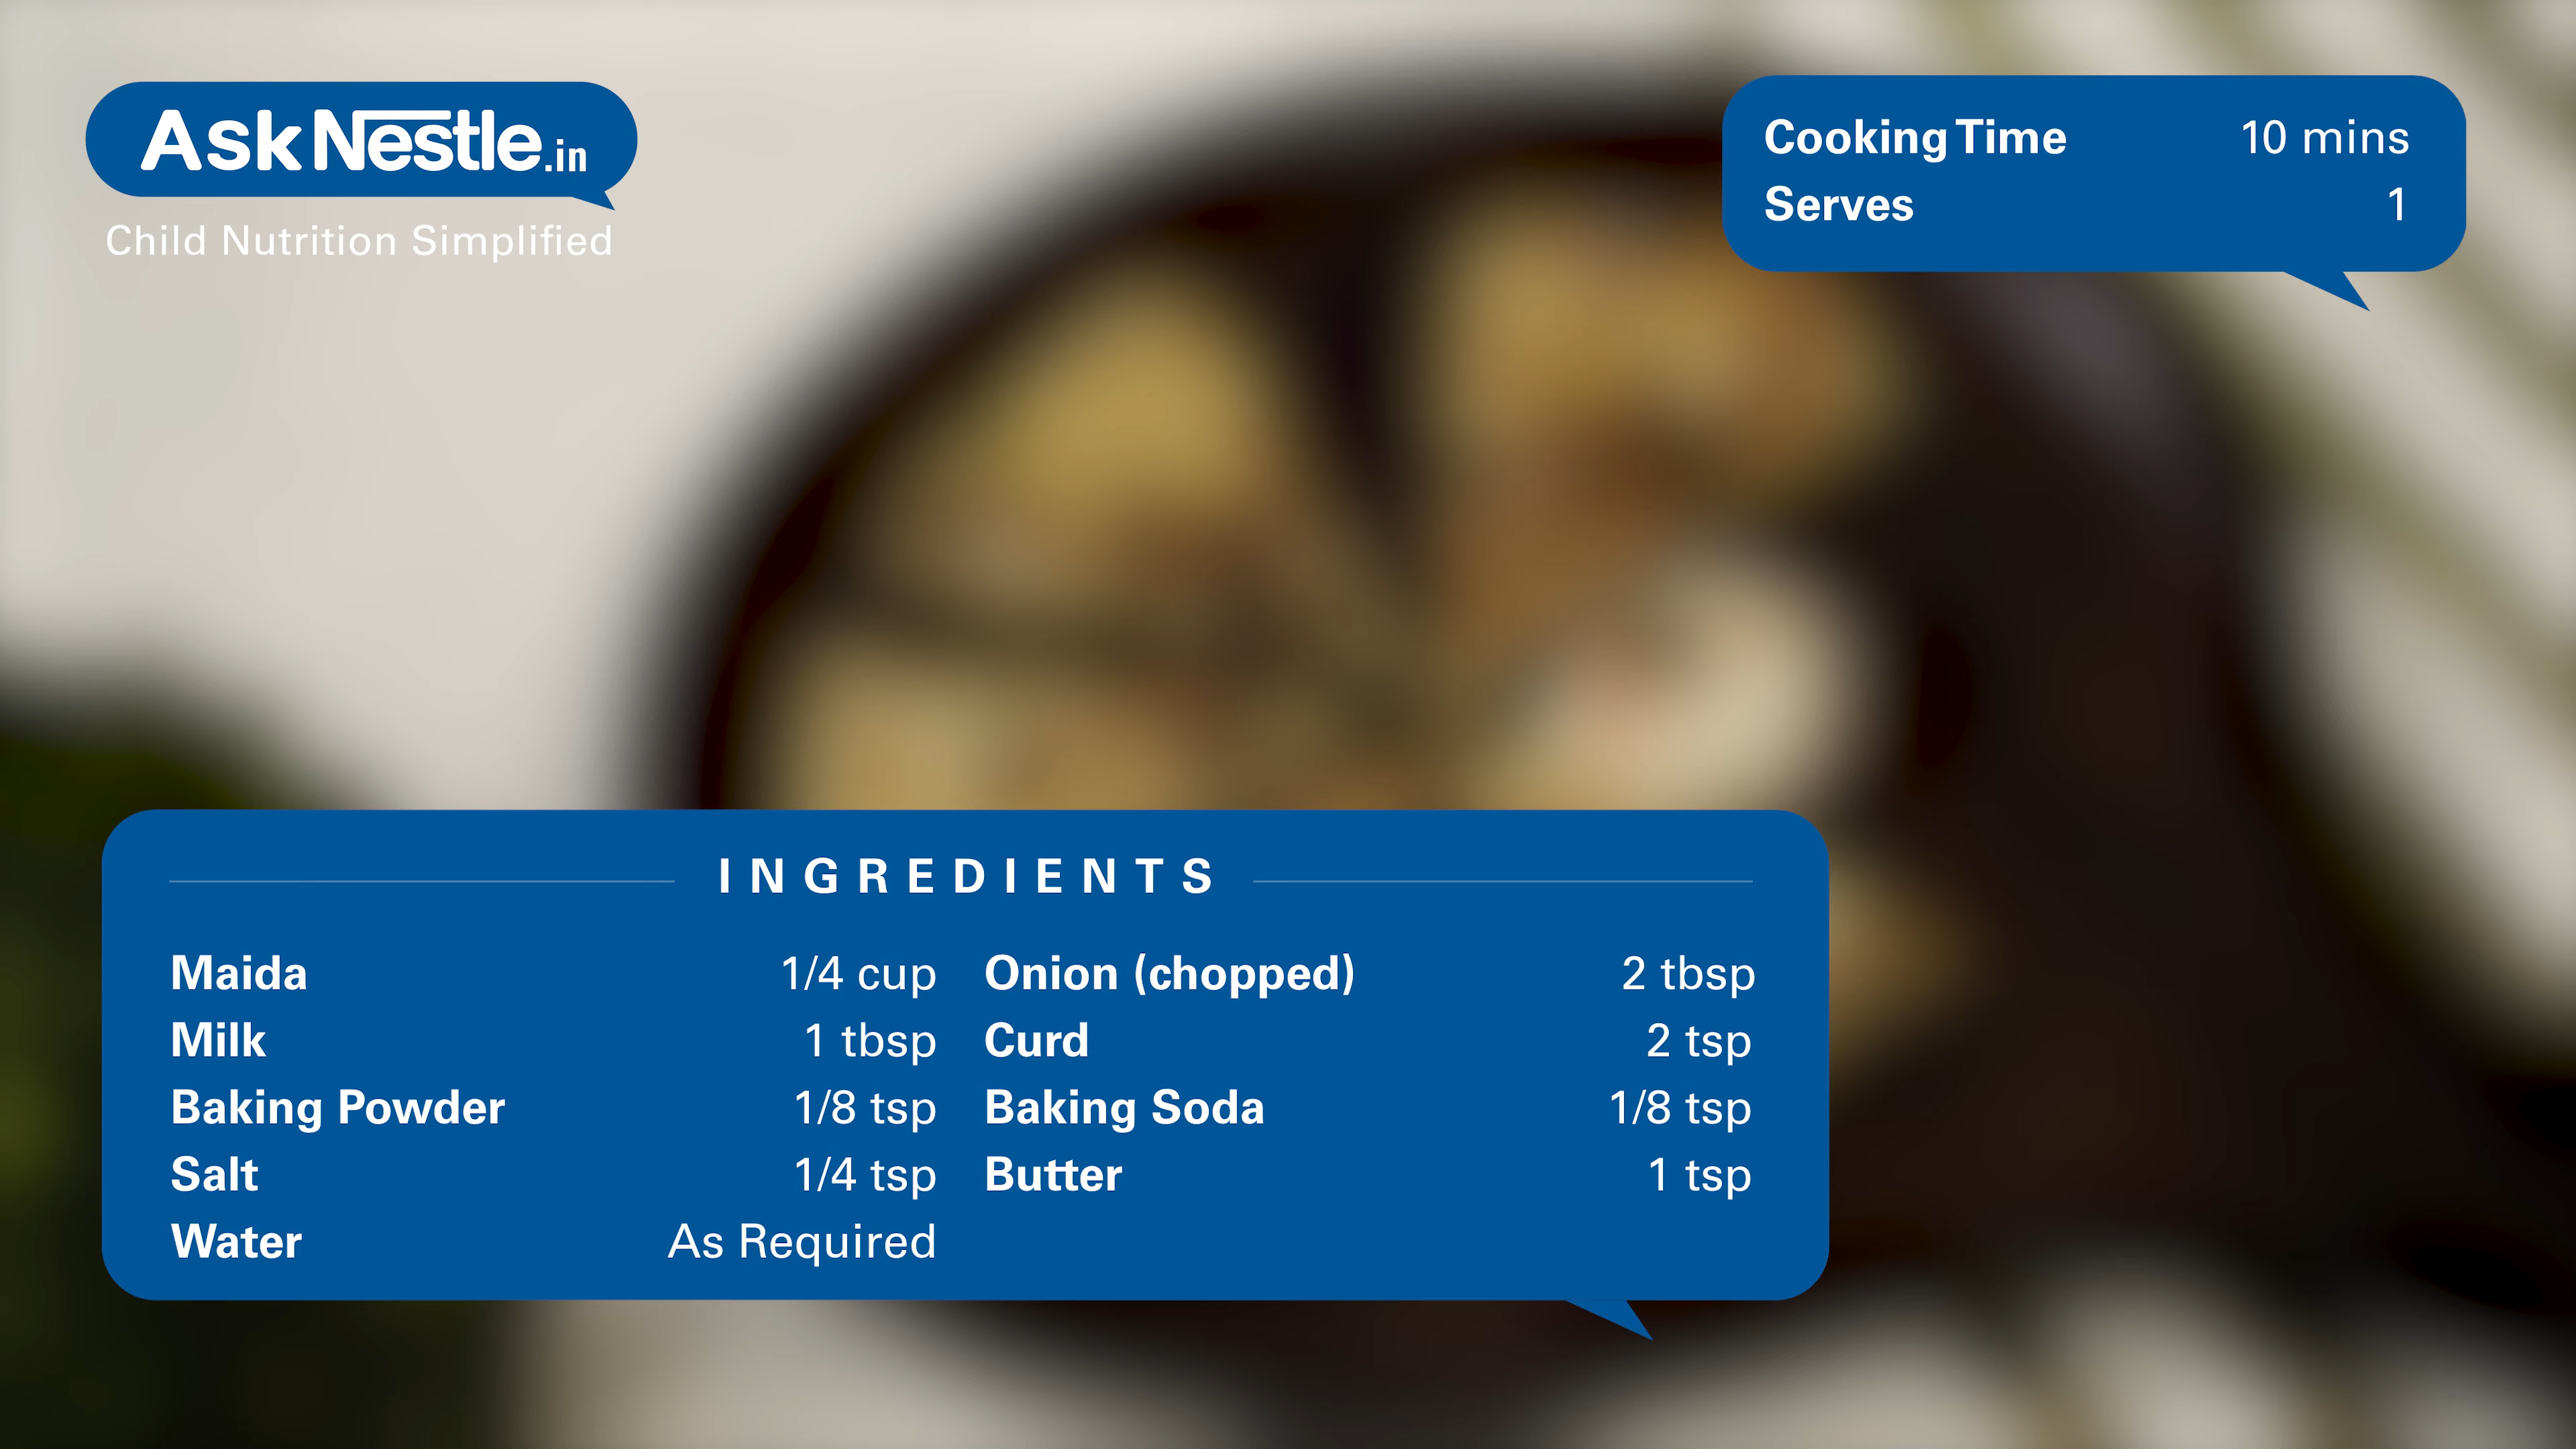 AskNestle.in
Child Nutrition Simplified
Cooking Time 10 mins
Serves 1
INGREDIENTS
Maida 1/4 cup Onion (chopped) 2 tbsp
Milk 1 tbsp Curd 2 tsp
Baking Powder 1/8 tsp Baking Soda 1/8 tsp
Salt 1/4 tsp Butter 1 tsp
Water As Required